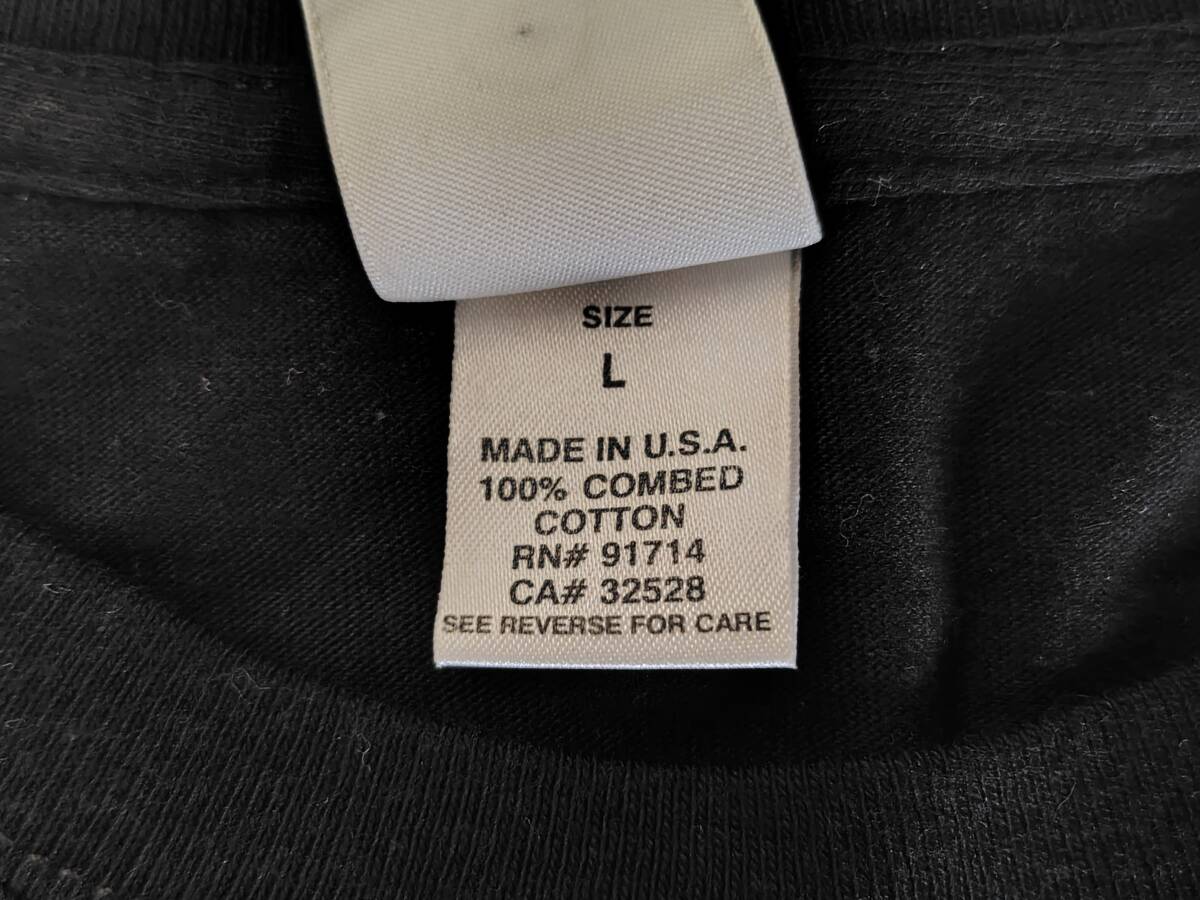 SIZE
L
MADE IN U.S.A.
100% COMBED
COTTON
RN# 91714
CA# 32528
SEE REVERSE FOR CARE